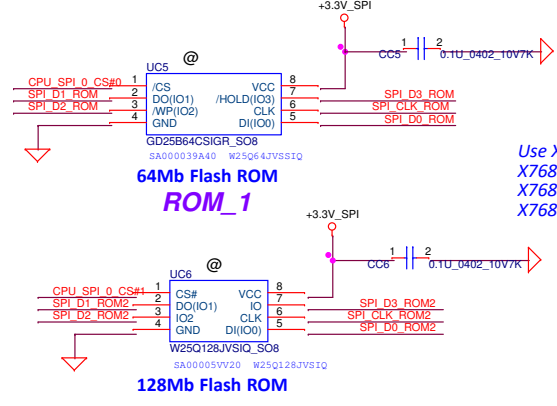 +3.3V_SPI
CC5 1 2 0.1U_0402_10V7K
@
UC5
CPU_SPI_0_CS#0 1 /CS VCC 8
SPI_D1_ROM 2 DO(IO1) /HOLD(IO3) 7 SPI_D3_ROM
SPI_D2_ROM 3 /WP(IO2) CLK 6 SPI_CLK_ROM
4 GND DI(IO0) 5 SPI_D0_ROM
GD25B64CSIGR_SO8
SA000039A40 W25Q64JVSSIQ
64Mb Flash ROM
ROM_1
Use X
X768
X768
X768
+3.3V_SPI
CC6 1 2 0.1U_0402_10V7K
@
UC6
CPU_SPI_0_CS#1 1 CS# VCC 8
SPI_D1_ROM2 2 DO(IO1) IO 7 SPI_D3_ROM2
SPI_D2_ROM2 3 IO2 CLK 6 SPI_CLK_ROM2
4 GND DI(IO0) 5 SPI_D0_ROM2
W25Q128JVSIQ_SO8
SA00005VV20 W25Q128JVSIQ
128Mb Flash ROM